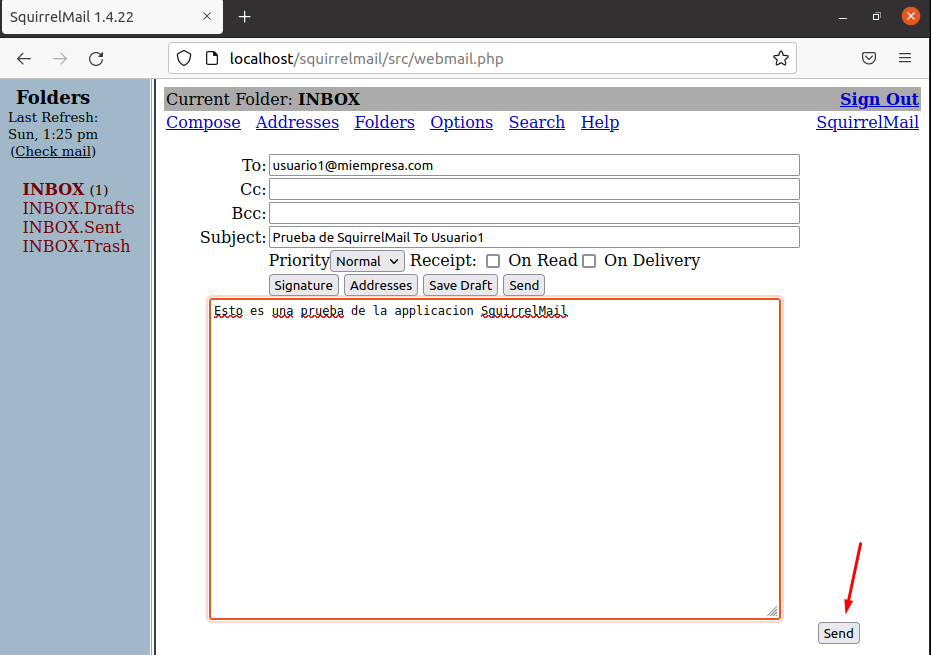 SquirrelMail 1.4.22
localhost/squirrelmail/src/webmail.php
Folders
Last Refresh:
Sun, 1:25 pm
(Check mail)
INBOX (1)
INBOX.Drafts
INBOX.Sent
INBOX.Trash
Current Folder: INBOX Sign Out
Compose Addresses Folders Options Search Help SquirrelMail
To: usuario1@miempresa.com
Cc:
Bcc:
Subject: Prueba de SquirrelMail To Usuario1
Priority Normal Receipt: On Read On Delivery
Signature Addresses Save Draft Send
Esto es una prueba de la applicacion SquirrelMail
Send